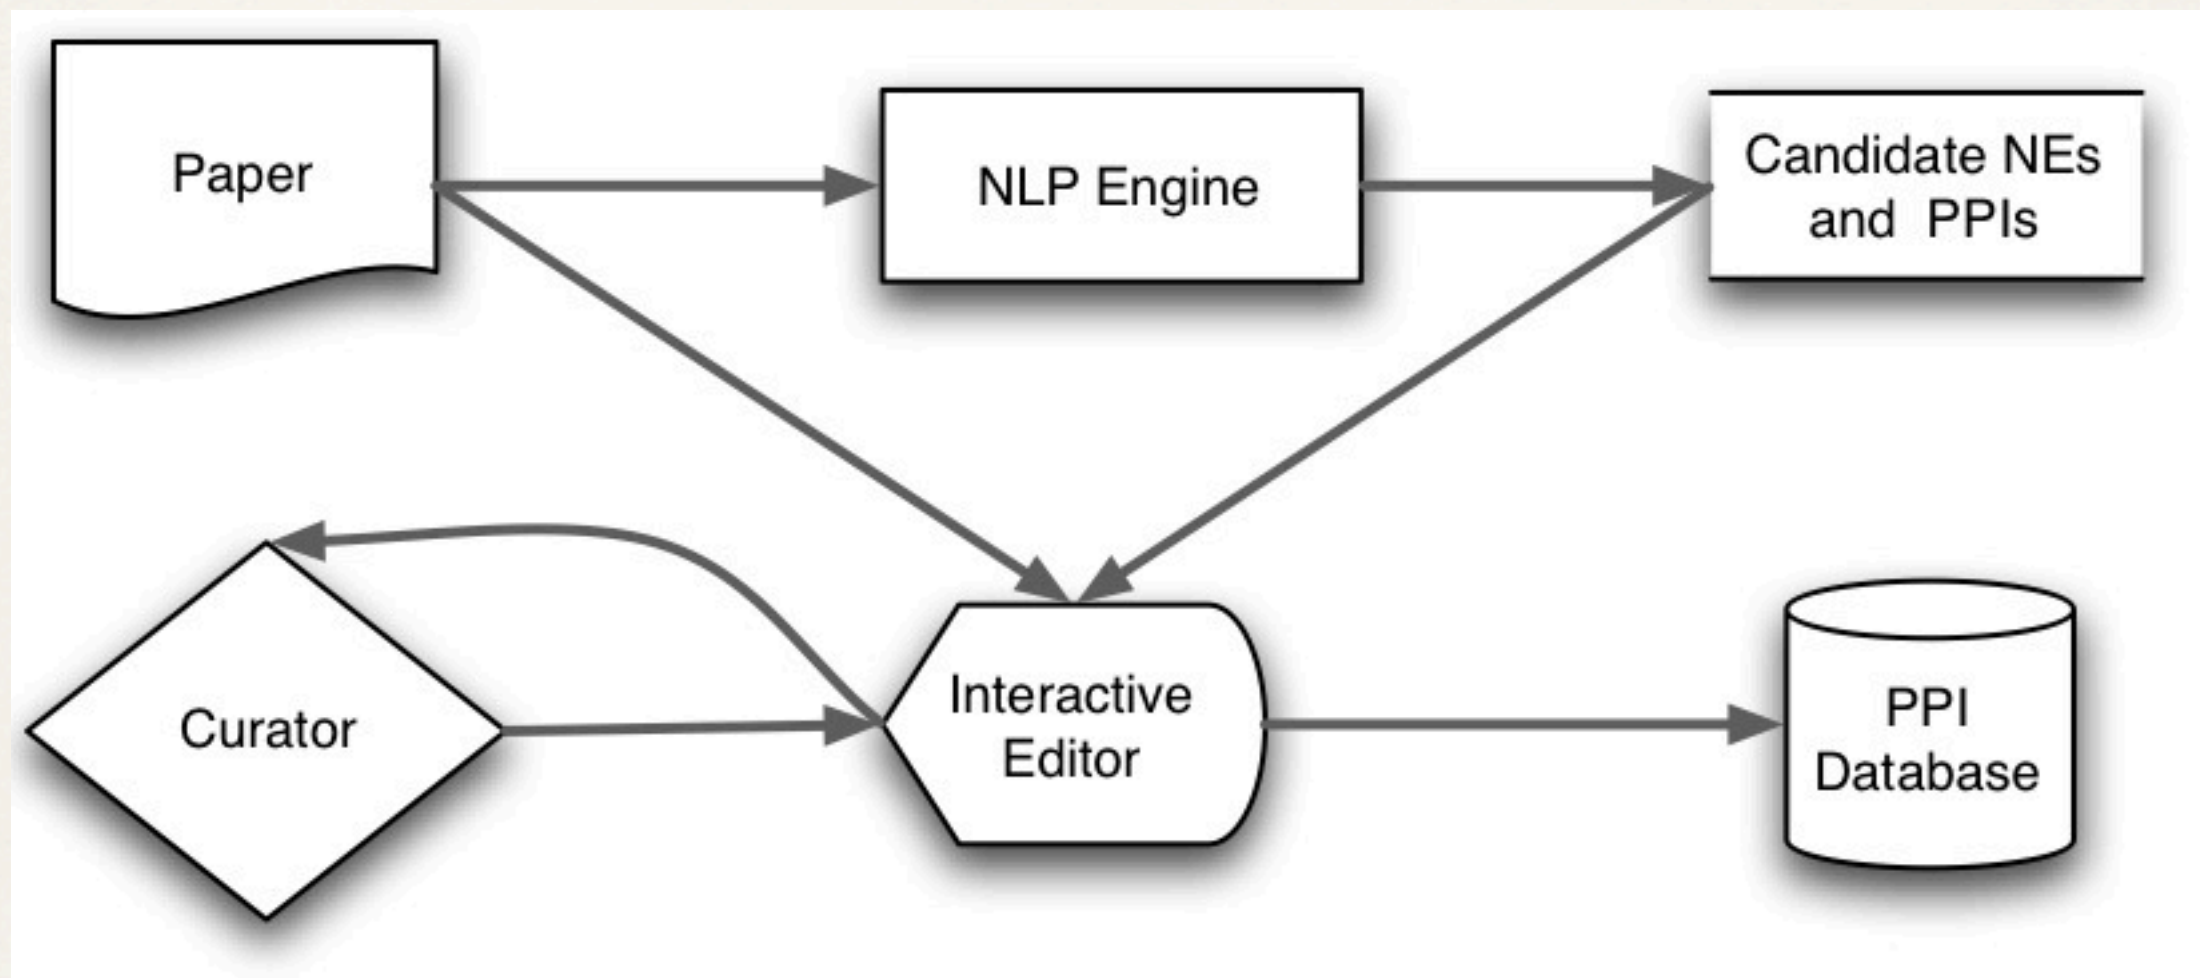 Paper
NLP Engine
Candidate NEs
and PPIs
Curator
Interactive
Editor
PPI
Database